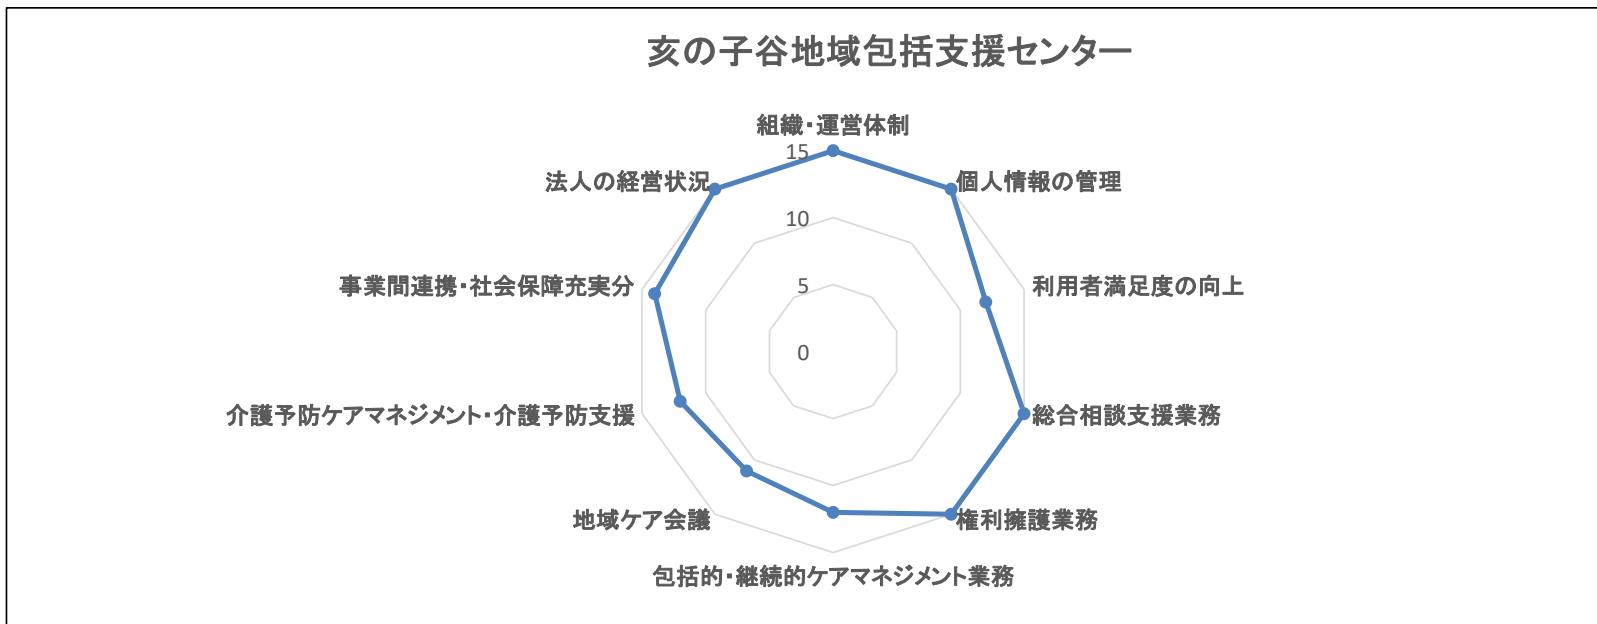 亥の子谷地域包括支援センター
組織・運営体制
15
法人の経営状況
個人情報の管理
10
事業間連携・社会保障充実分
5
利用者満足度の向上
0
介護予防ケアマネジメント・介護予防支援
総合相談支援業務
地域ケア会議
権利擁護業務
包括的・継続的ケアマネジメント業務